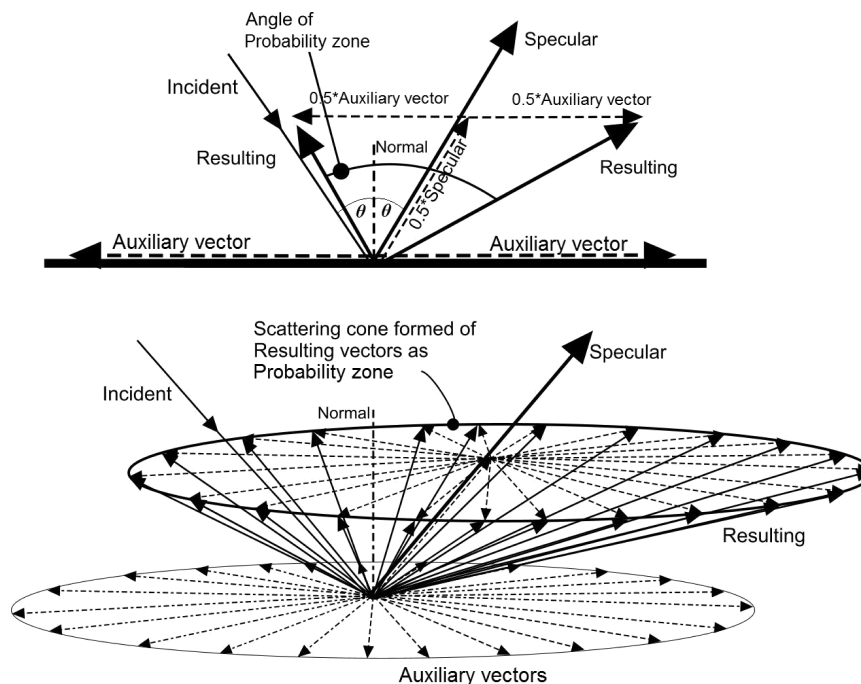 Angle of
Probability zone
Specular
Incident
0.5*Auxiliary vector
0.5*Auxiliary vector
Resulting
Normal
Resulting
0.5*Specular
θ
θ
Auxiliary vector
Auxiliary vector
Scattering cone formed of
Resulting vectors as
Probability zone
Specular
Incident
Normal
Resulting
Auxiliary vectors